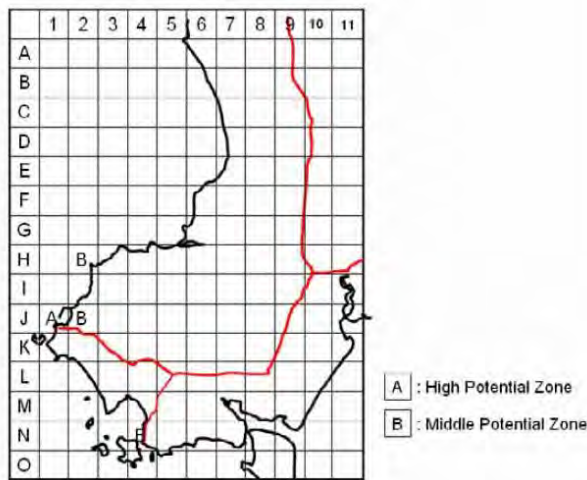 1 2 3 4 5 6 7 8 9 10 11
A
B
C
D
E
F
G
H B
I
J A B
K
L
M
N
O
A : High Potential Zone
B : Middle Potential Zone